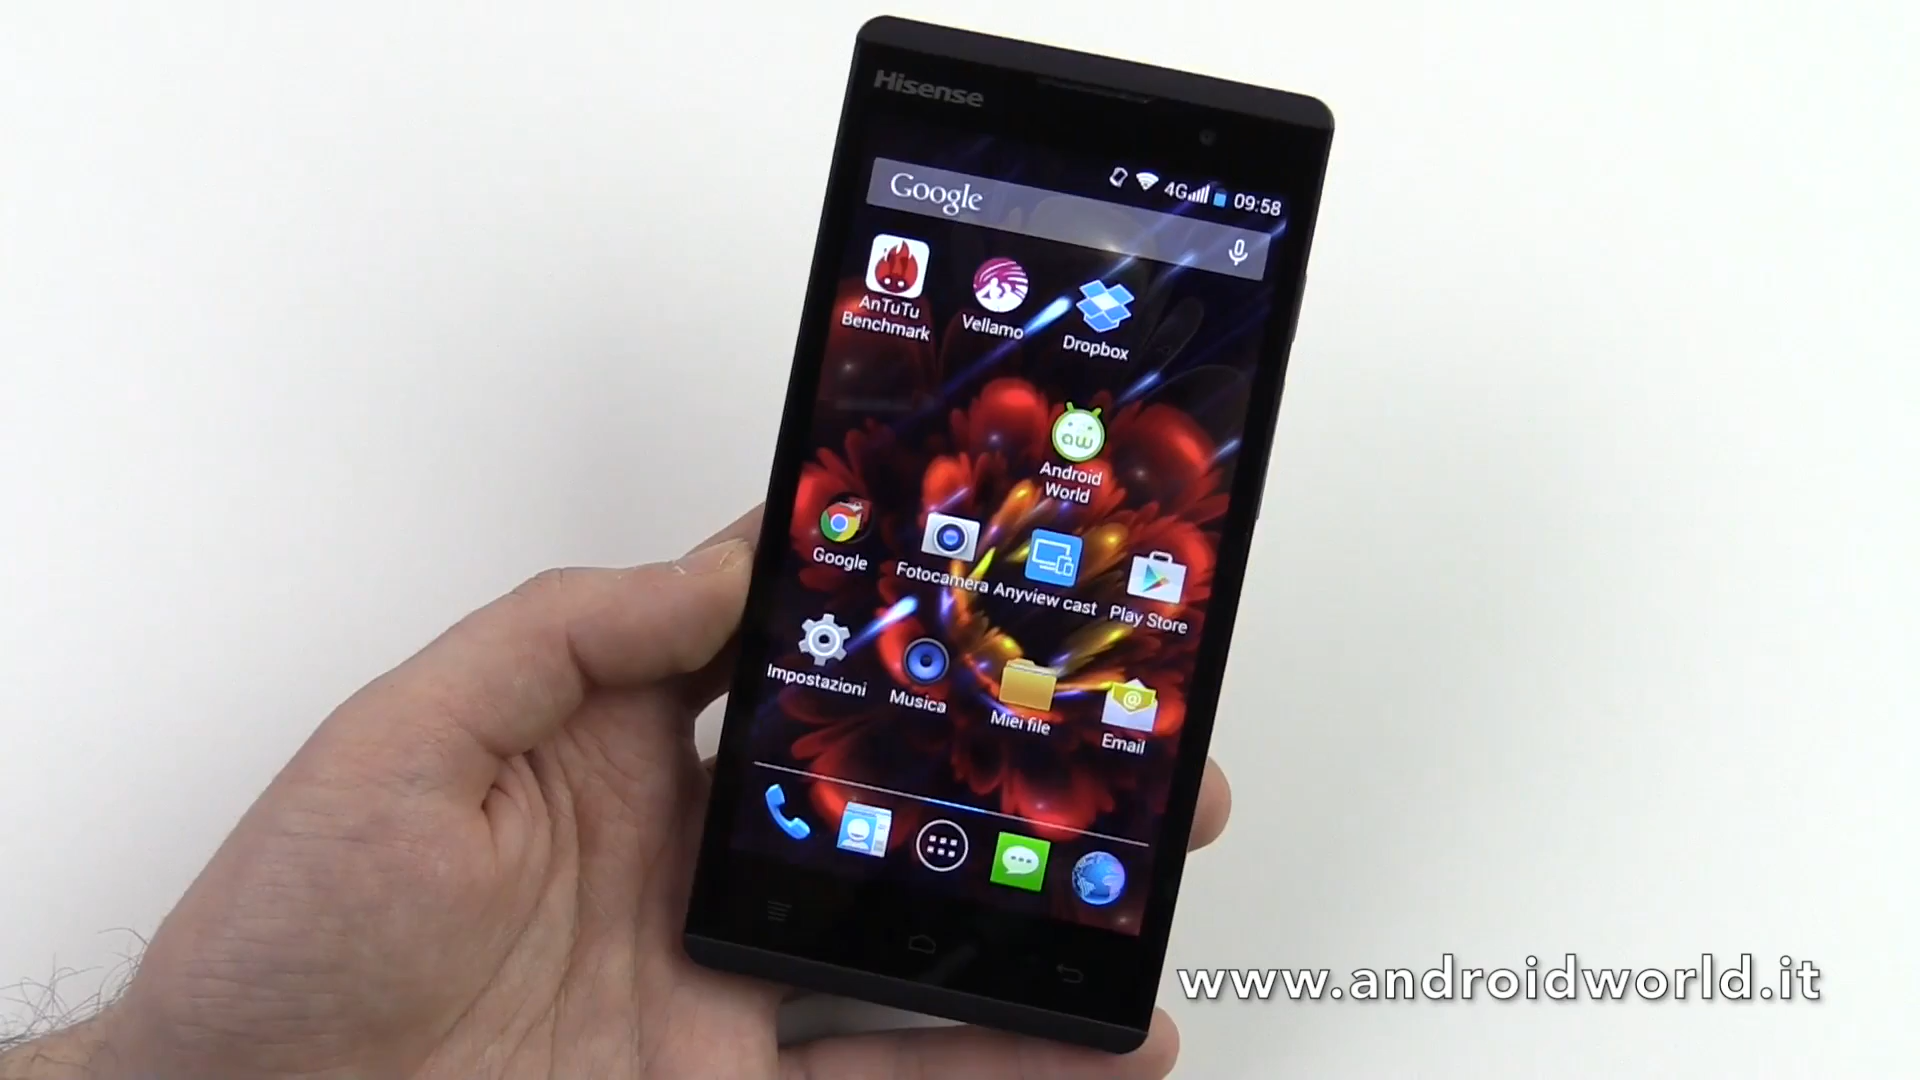 Hisense
4G 09:58
Google
AnTuTu
Benchmark
Vellamo
Dropbox
aw
Android
World
Google
Fotocamera
Anyview cast
Play Store
Impostazioni
Musica
Miei file
@
Email
www.androidworld.it